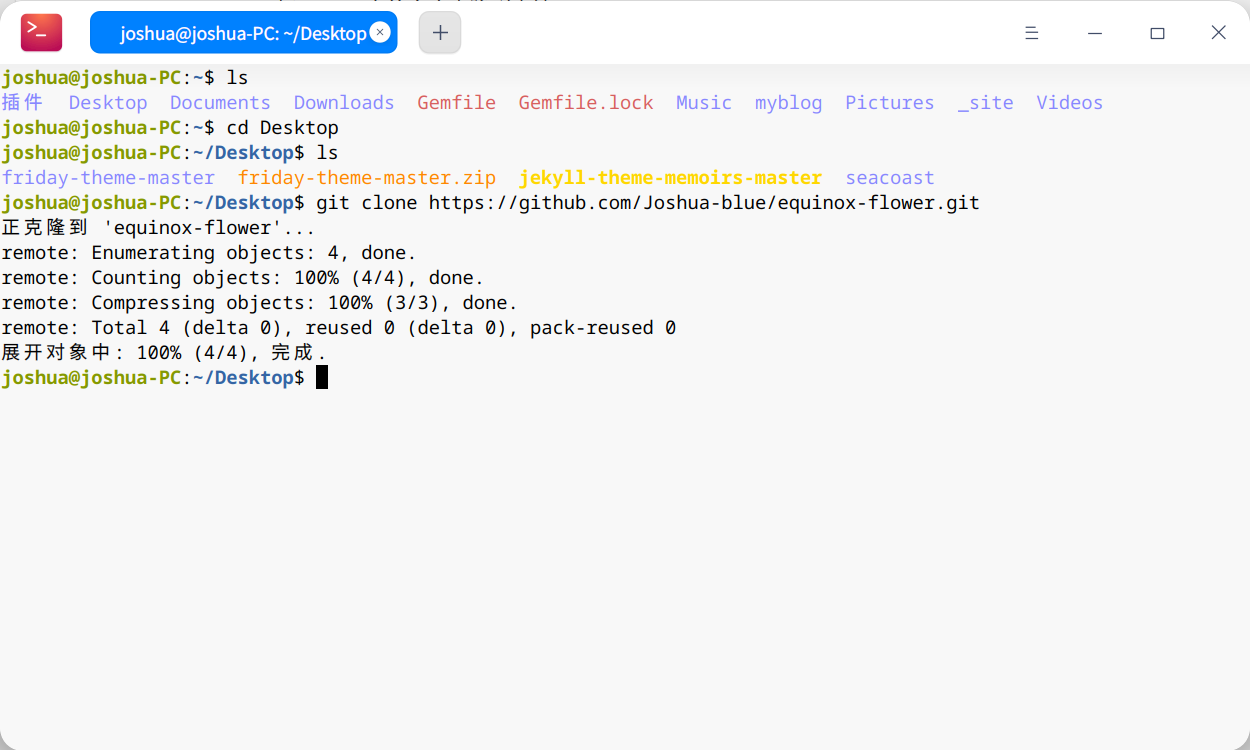 joshua@joshua-PC: ~/Desktop
joshua@joshua-PC:~$ ls
插件 Desktop Documents Downloads Gemfile Gemfile.lock Music myblog Pictures _site Videos
joshua@joshua-PC:~$ cd Desktop
joshua@joshua-PC:~/Desktop$ ls
friday-theme-master friday-theme-master.zip jekyll-theme-memoirs-master seacoast
joshua@joshua-PC:~/Desktop$ git clone https://github.com/Joshua-blue/equinox-flower.git
正克隆到 'equinox-flower'...
remote: Enumerating objects: 4, done.
remote: Counting objects: 100% (4/4), done.
remote: Compressing objects: 100% (3/3), done.
remote: Total 4 (delta 0), reused 0 (delta 0), pack-reused 0
展开对象中: 100% (4/4), 完成.
joshua@joshua-PC:~/Desktop$